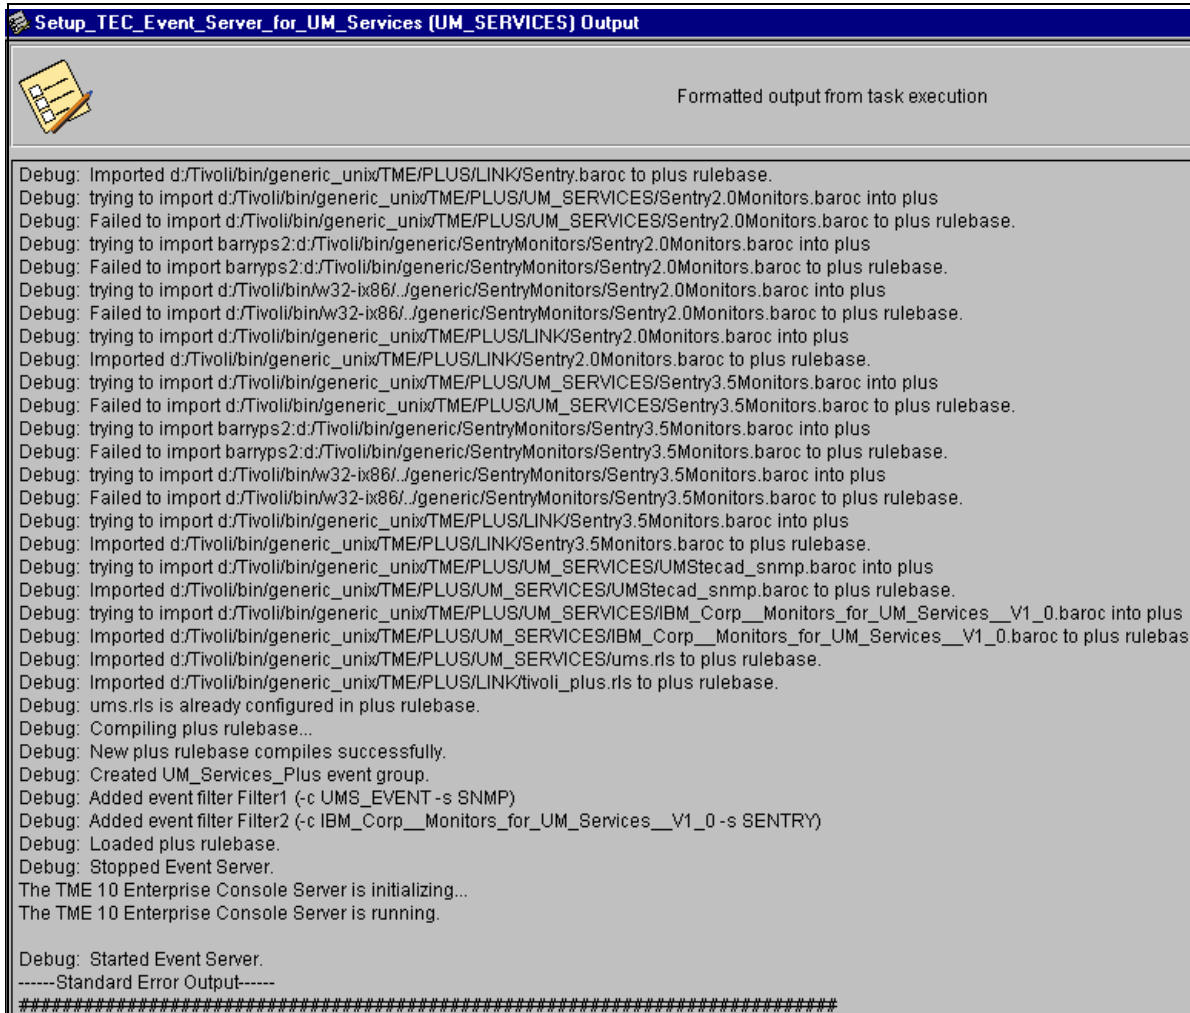 Setup_TEC_Event_Server_for_UM_Services (UM_SERVICES) Output
Formatted output from task execution
Debug: Imported d:/Tivoli/bin/generic_unix/TME/PLUS/LINK/Sentry.baroc to plus rulebase.
Debug: trying to import d:/Tivoli/bin/generic_unix/TME/PLUS/UM_SERVICES/Sentry2.0Monitors.baroc into plus
Debug: Failed to import d:/Tivoli/bin/generic_unix/TME/PLUS/UM_SERVICES/Sentry2.0Monitors.baroc to plus rulebase.
Debug: trying to import barryps2:d:/Tivoli/bin/generic/SentryMonitors/Sentry2.0Monitors.baroc into plus
Debug: Failed to import barryps2:d:/Tivoli/bin/generic/SentryMonitors/Sentry2.0Monitors.baroc to plus rulebase.
Debug: trying to import d:/Tivoli/bin/w32-ix86/../generic/SentryMonitors/Sentry2.0Monitors.baroc into plus
Debug: Failed to import d:/Tivoli/bin/w32-ix86/../generic/SentryMonitors/Sentry2.0Monitors.baroc to plus rulebase.
Debug: trying to import d:/Tivoli/bin/generic_unix/TME/PLUS/LINK/Sentry2.0Monitors.baroc into plus
Debug: Imported d:/Tivoli/bin/generic_unix/TME/PLUS/LINK/Sentry2.0Monitors.baroc to plus rulebase.
Debug: trying to import d:/Tivoli/bin/generic_unix/TME/PLUS/UM_SERVICES/Sentry3.5Monitors.baroc into plus
Debug: Failed to import d:/Tivoli/bin/generic_unix/TME/PLUS/UM_SERVICES/Sentry3.5Monitors.baroc to plus rulebase.
Debug: trying to import barryps2:d:/Tivoli/bin/generic/SentryMonitors/Sentry3.5Monitors.baroc into plus
Debug: Failed to import barryps2:d:/Tivoli/bin/generic/SentryMonitors/Sentry3.5Monitors.baroc to plus rulebase.
Debug: trying to import d:/Tivoli/bin/w32-ix86/../generic/SentryMonitors/Sentry3.5Monitors.baroc into plus
Debug: Failed to import d:/Tivoli/bin/w32-ix86/../generic/SentryMonitors/Sentry3.5Monitors.baroc to plus rulebase.
Debug: trying to import d:/Tivoli/bin/generic_unix/TME/PLUS/LINK/Sentry3.5Monitors.baroc into plus
Debug: Imported d:/Tivoli/bin/generic_unix/TME/PLUS/LINK/Sentry3.5Monitors.baroc to plus rulebase.
Debug: trying to import d:/Tivoli/bin/generic_unix/TME/PLUS/UM_SERVICES/UMStecad_snmp.baroc into plus
Debug: Imported d:/Tivoli/bin/generic_unix/TME/PLUS/UM_SERVICES/UMStecad_snmp.baroc to plus rulebase.
Debug: trying to import d:/Tivoli/bin/generic_unix/TME/PLUS/UM_SERVICES/IBM_Corp__Monitors_for_UM_Services__V1_0.baroc into plus
Debug: Imported d:/Tivoli/bin/generic_unix/TME/PLUS/UM_SERVICES/IBM_Corp__Monitors_for_UM_Services__V1_0.baroc to plus rulebas
Debug: Imported d:/Tivoli/bin/generic_unix/TME/PLUS/UM_SERVICES/ums.rls to plus rulebase.
Debug: Imported d:/Tivoli/bin/generic_unix/TME/PLUS/LINK/tivoli_plus.rls to plus rulebase.
Debug: ums.rls is already configured in plus rulebase.
Debug: Compiling plus rulebase...
Debug: New plus rulebase compiles successfully.
Debug: Created UM_Services_Plus event group.
Debug: Added event filter Filter1 (-c UMS_EVENT -s SNMP)
Debug: Added event filter Filter2 (-c IBM_Corp__Monitors_for_UM_Services__V1_0 -s SENTRY)
Debug: Loaded plus rulebase.
Debug: Stopped Event Server.
The TME 10 Enterprise Console Server is initializing...
The TME 10 Enterprise Console Server is running.
Debug: Started Event Server.
------Standard Error Output------
######################################################################